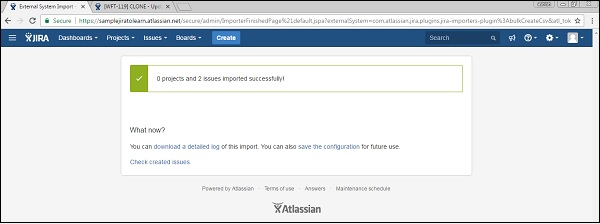 External System Import
[WFT-119] CLONE - Up
Secure https://samplejiratolearn.atlassian.net/secure/admin/ImporterFinishedPage%21default.jspa?externalSystem=com.atlassian.jira.plugins.jira-importers-plugin%3AbulkCreateCsv&atl_tok
JIRA Dashboards Projects Issues Boards Create Search
0 projects and 2 issues imported successfully!
What now?
You can download a detailed log of this import. You can also save the configuration for future use.
Check created issues.
Powered by Atlassian · Terms of use · Answers · Maintenance schedule
Atlassian